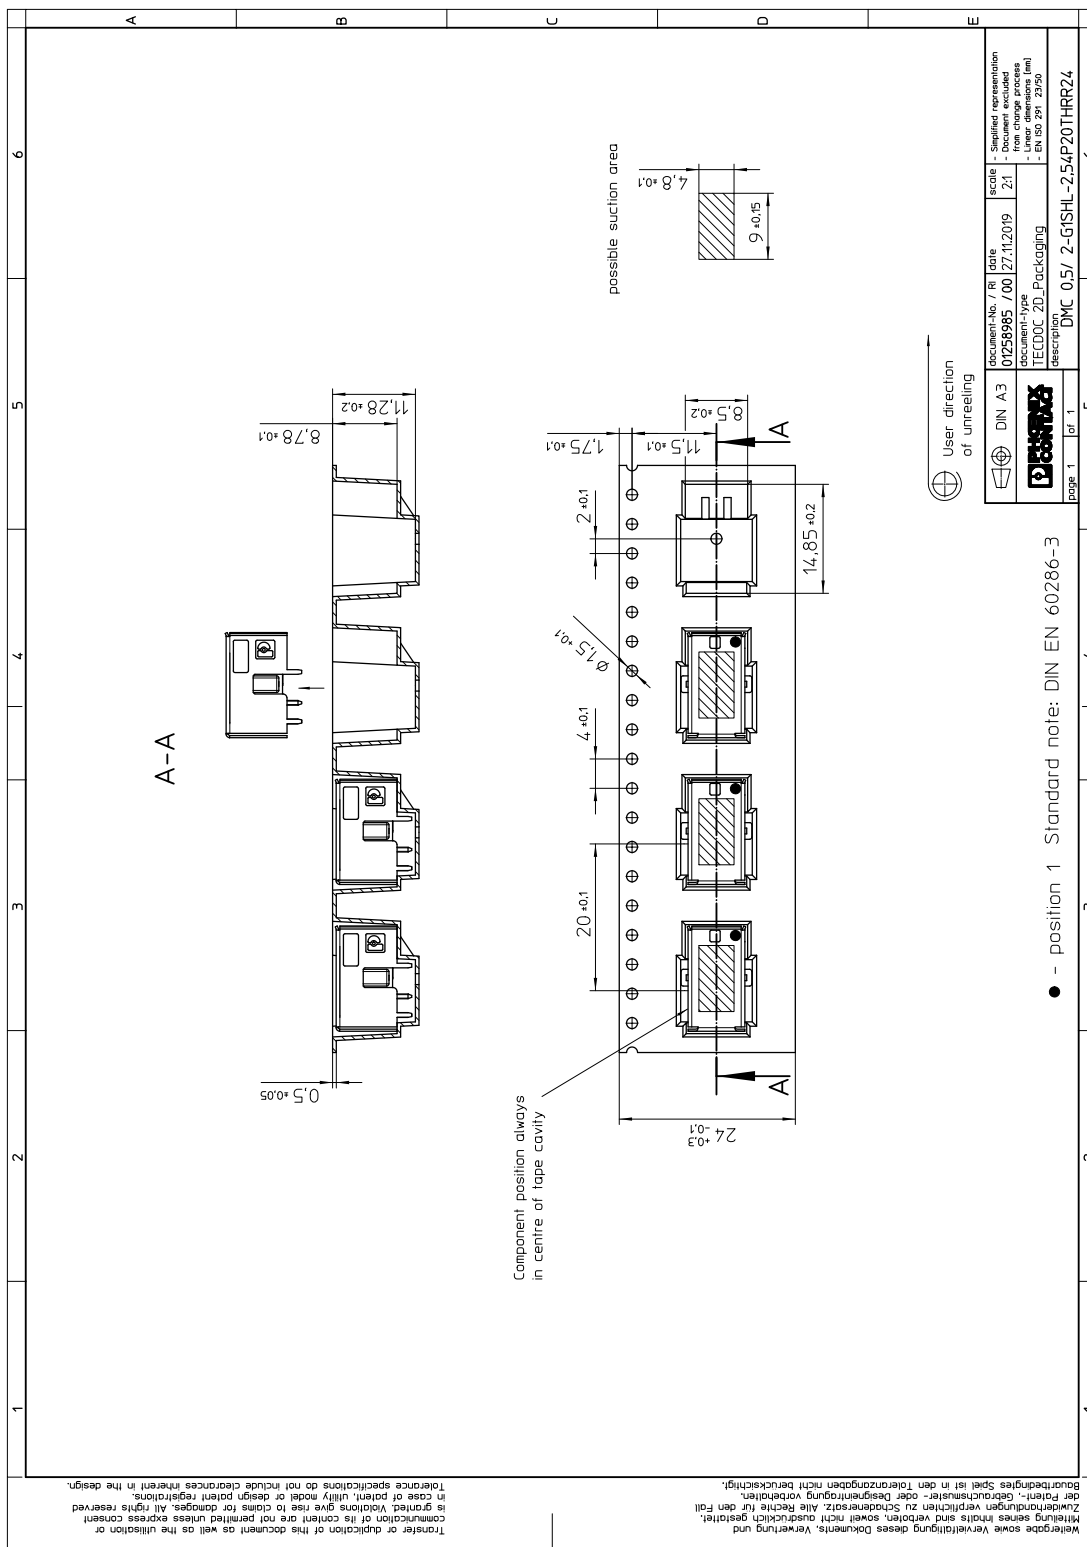 A
B
C
D
E
6
5
4
3
2
1
A-A
8,78 ±0,1
11,28 ±0,2
0,5 ±0,05
possible suction area
4,8 ±0,1
9 ±0,15
User direction
of unreeling
1,75 ±0,1
11,5 ±0,1
8,5 ±0,2
A
2 ±0,1
14,85 ±0,2
Ø 1,5 +0,1
4 ±0,1
20 ±0,1
24 +0,3 -0,1
A
Component position always
in centre of tape cavity
● - position 1 Standard note: DIN EN 60286-3
DIN A3
document-No. / RI
01258985 / 00
date
27.11.2019
scale
2:1
- Simplified representation
- Document excluded
from change process
- Linear dimensions [mm]
- EN ISO 291 23/50
document-type
TECDOC 2D_Packaging
PHOENIX
CONTACT
description
DMC 0,5/ 2-G1SHL-2,54P20THRR24
page 1
of 1
Transfer or duplication of this document as well as the utilisation or
communication of its content are not permitted unless express consent
is granted. Violations give rise to claims for damages. All rights reserved
in case of patent, utility model or design patent registrations.
Tolerance specifications do not include clearances inherent in the design.
Weitergabe sowie Vervielfältigung dieses Dokuments, Verwertung und
Mitteilung seines Inhalts sind verboten, soweit nicht ausdrücklich gestattet.
Zuwiderhandlungen verpflichten zu Schadenersatz. Alle Rechte für den Fall
der Patent-, Gebrauchsmuster- oder Designeintragung vorbehalten.
Bauartbedingtes Spiel ist in den Toleranzangaben nicht berücksichtigt.